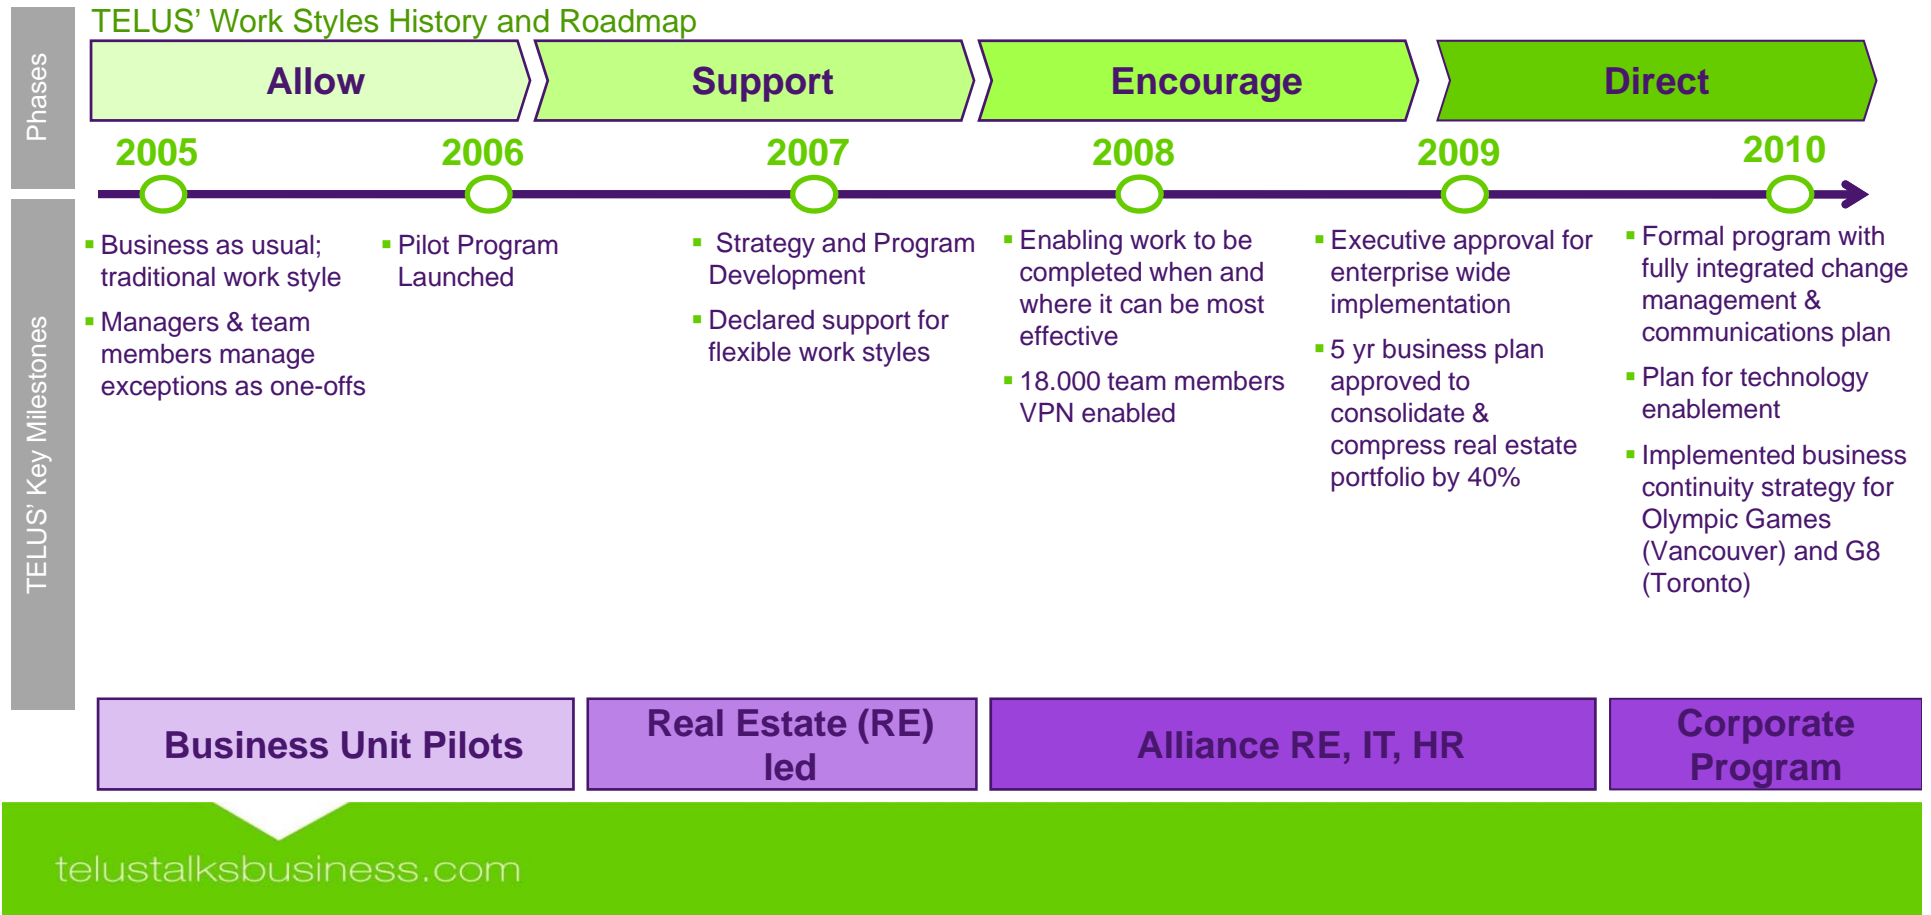 TELUS’ Work Styles History and Roadmap
Phases
Allow
Support
Encourage
Direct
2005
2006
2007
2008
2009
2010
TELUS’ Key Milestones
▪ Business as usual;
traditional work style
▪ Managers & team
members manage
exceptions as one-offs
▪ Pilot Program
Launched
▪ Strategy and Program
Development
▪ Declared support for
flexible work styles
▪ Enabling work to be
completed when and
where it can be most
effective
▪ 18.000 team members
VPN enabled
▪ Executive approval for
enterprise wide
implementation
▪ 5 yr business plan
approved to
consolidate &
compress real estate
portfolio by 40%
▪ Formal program with
fully integrated change
management &
communications plan
▪ Plan for technology
enablement
▪ Implemented business
continuity strategy for
Olympic Games
(Vancouver) and G8
(Toronto)
Business Unit Pilots
Real Estate (RE)
led
Alliance RE, IT, HR
Corporate
Program
telustalksbusiness.com